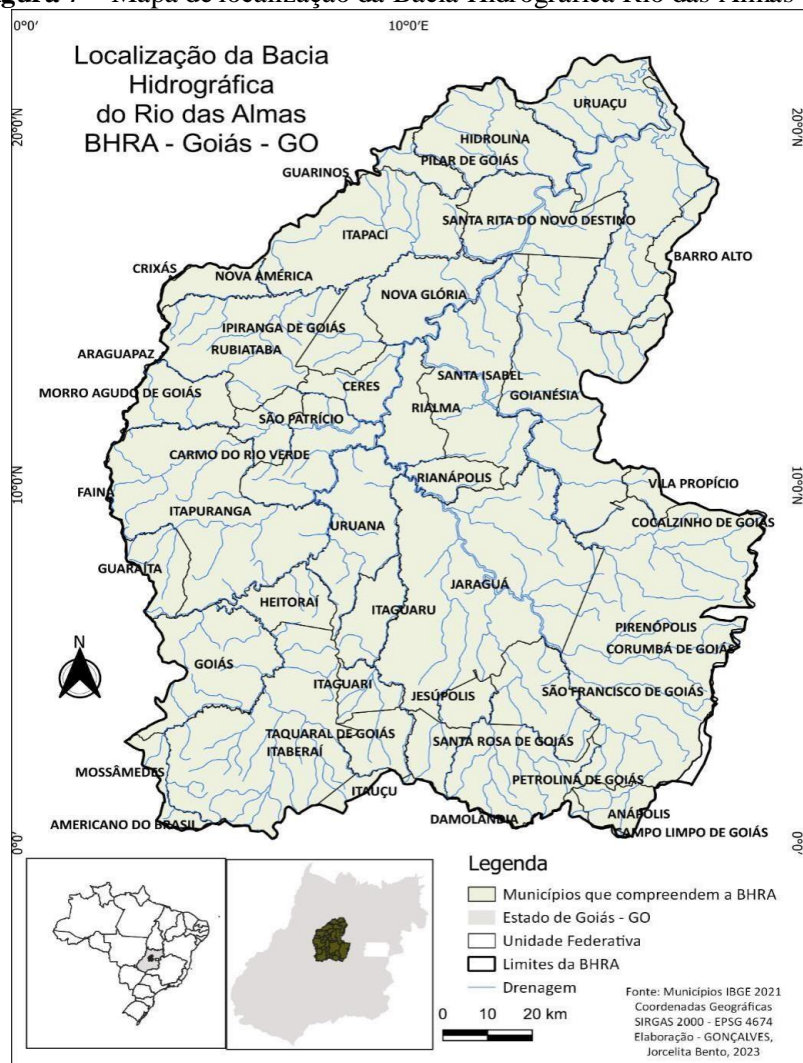 gura 7 – Mapa de localização da Bacia Hidrográfica Rio das Almas
0°0′
10°0′E
Localização da Bacia
Hidrográfica
do Rio das Almas
BHRA - Goiás - GO
20°0′N
20°0′N
URUAÇU
HIDROLINA
PILAR DE GOIÁS
GUARINOS
SANTA RITA DO NOVO DESTINO
ITAPACI
BARRO ALTO
CRIXÁS
NOVA AMÉRICA
NOVA GLÓRIA
IPIRANGA DE GOIÁS
RUBIATABA
ARAGUAPAZ
SANTA ISABEL
CERES
MORRO AGUDO DE GOIÁS
GOIANÉSIA
RIALMA
SÃO PATRÍCIO
CARMO DO RIO VERDE
RIANÁPOLIS
VILA PROPÍCIO
10°0′N
10°0′N
FAINA
ITAPURANGA
COCALZINHO DE GOIÁS
URUANA
GUARAÍTA
JARAGUÁ
HEITORAÍ
ITAGUARU
PIRENÓPOLIS
N
CORUMBÁ DE GOIÁS
GOIÁS
ITAGUARI
JESÚPOLIS
SÃO FRANCISCO DE GOIÁS
TAQUARAL DE GOIÁS
SANTA ROSA DE GOIÁS
ITABERAÍ
MOSSÂMEDES
PETROLINA DE GOIÁS
ITAUÇU
AMERICANO DO BRASIL
DAMOLÂNDIA
ANÁPOLIS
CAMPO LIMPO DE GOIÁS
0°0′
0°0′
Legenda
Municípios que compreendem a BHRA
Estado de Goiás - GO
Unidade Federativa
Limites da BHRA
Drenagem
0 10 20 km
Fonte: Municípios IBGE 2021
Coordenadas Geográficas
SIRGAS 2000 - EPSG 4674
Elaboração - GONÇALVES,
Jorcelita Bento, 2023